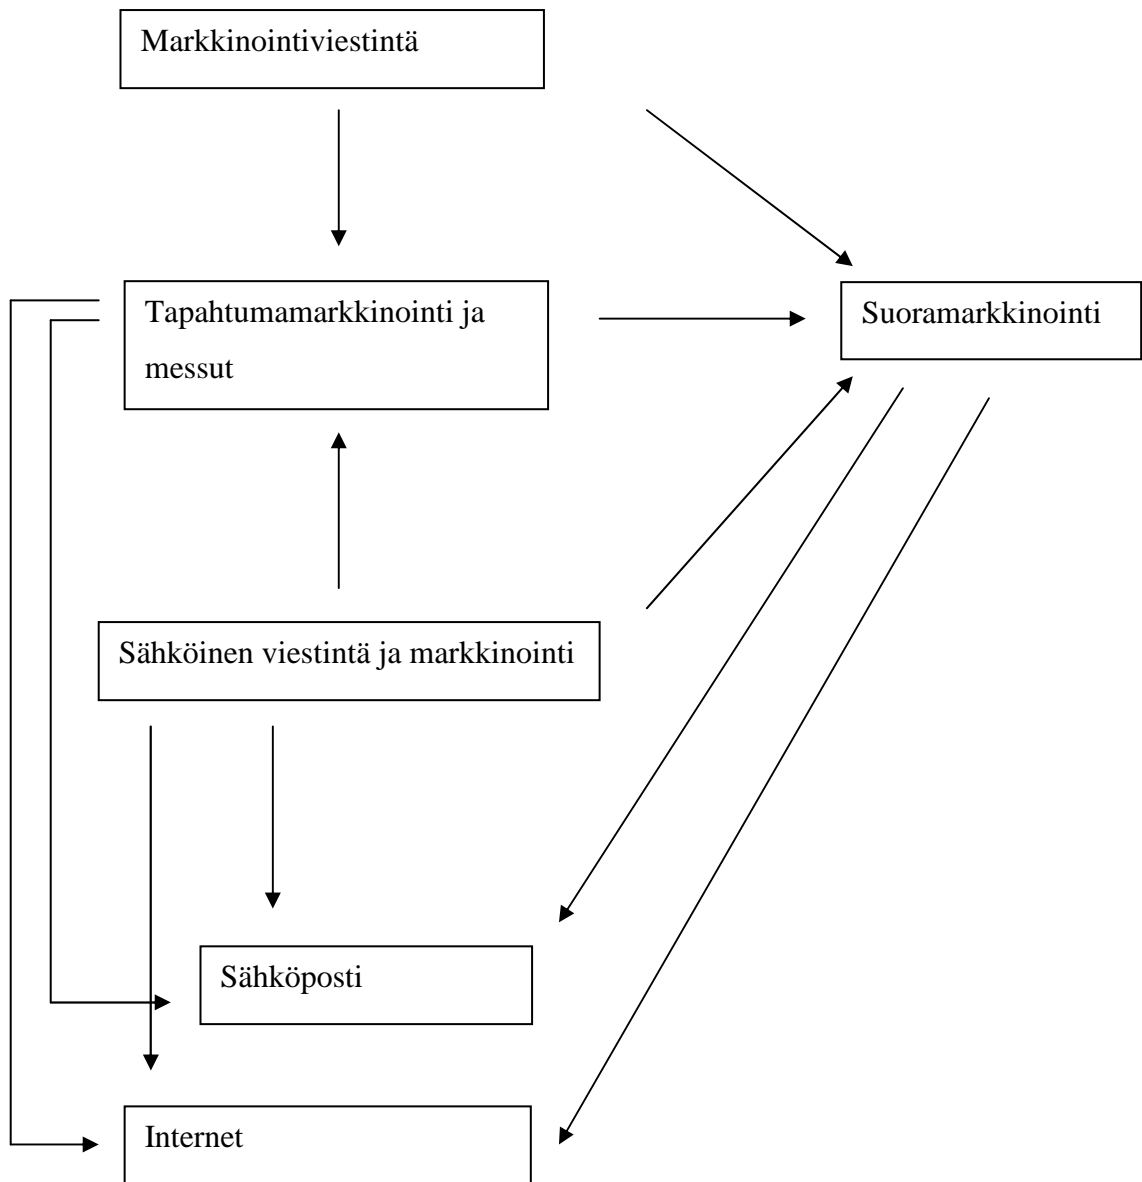 Markkinointiviestintä
Tapahtumamarkkinointi ja
messut
Suoramarkkinointi
Sähköinen viestintä ja markkinointi
Sähköposti
Internet